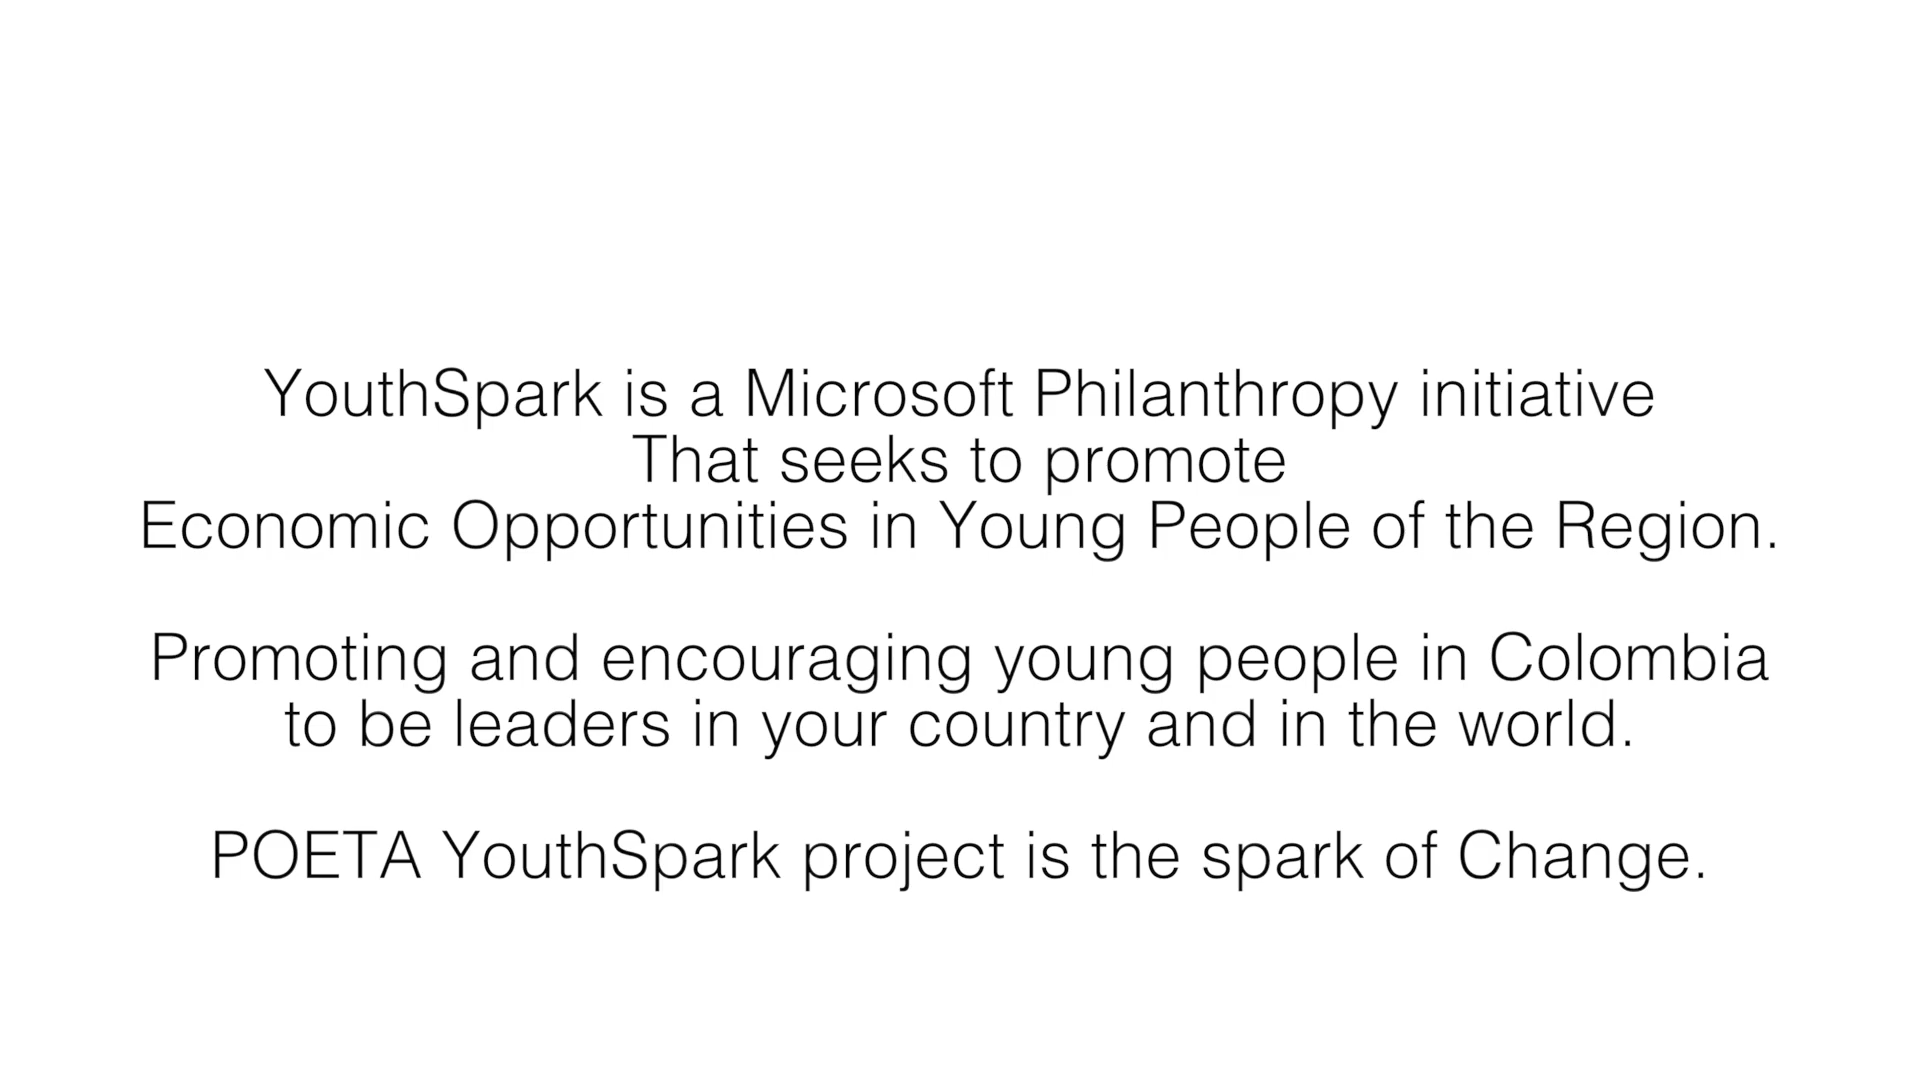 YouthSpark is a Microsoft Philanthropy initiative
That seeks to promote
Economic Opportunities in Young People of the Region.
Promoting and encouraging young people in Colombia
to be leaders in your country and in the world.
POETA YouthSpark project is the spark of Change.